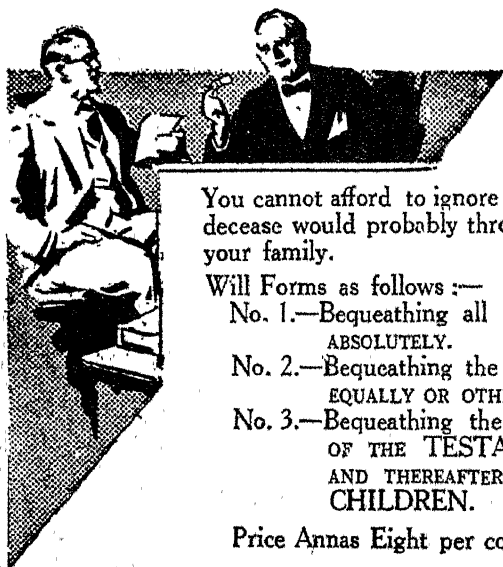 You cannot afford to ignore
decease would probably thre
your family.
Will Forms as follows :—
No. 1.—Bequeathing all
ABSOLUTELY.
No. 2.—Bequeathing the
EQUALLY OR OTH
No. 3.—Bequeathing the
OF THE TESTA
AND THEREAFTER
CHILDREN.
Price Annas Eight per co